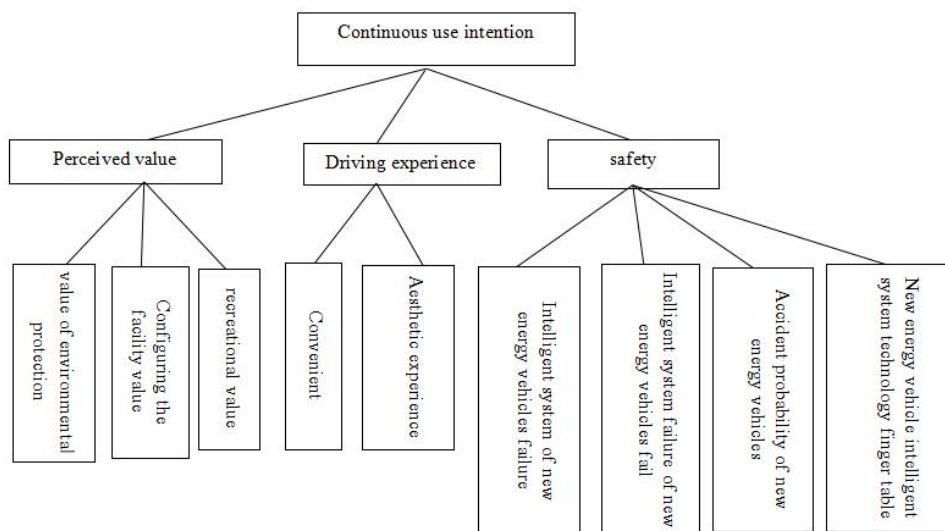 Continuous use intention
Perceived value
Driving experience
safety
value of environmental
protection
Configuring the
facility value
recreational value
Convenient
Aesthetic experience
Intelligent system of new
energy vehicles failure
Intelligent system failure of new
energy vehicles fail
Accident probability of new
energy vehicles
New energy vehicle intelligent
system technology finger table